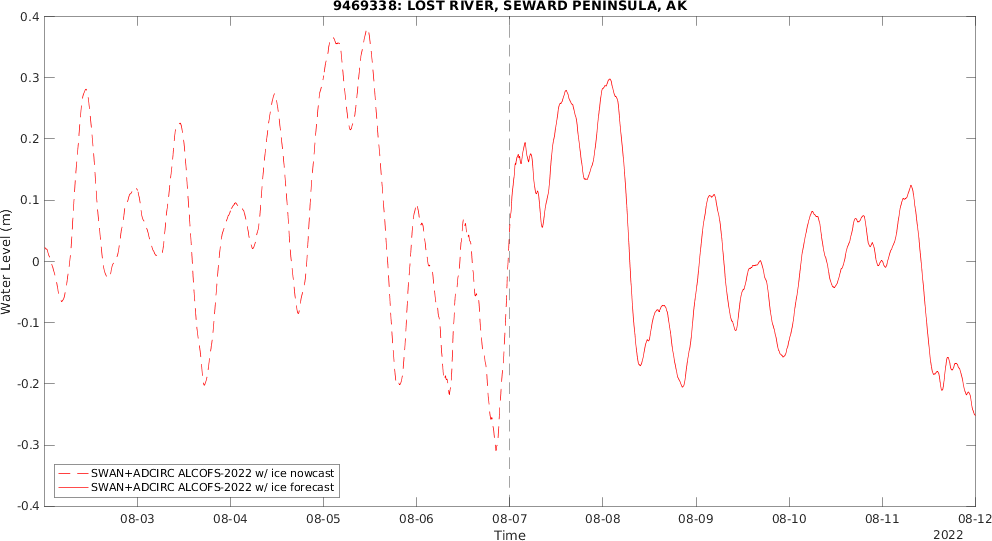 9469338: LOST RIVER, SEWARD PENINSULA, AK
0.4
0.3
0.2
0.1
0
-0.1
-0.2
-0.3
-0.4
Water Level (m)
SWAN+ADCIRC ALCOFS-2022 w/ ice nowcast
SWAN+ADCIRC ALCOFS-2022 w/ ice forecast
08-03 08-04 08-05 08-06 08-07 08-08 08-09 08-10 08-11 08-12
Time
2022